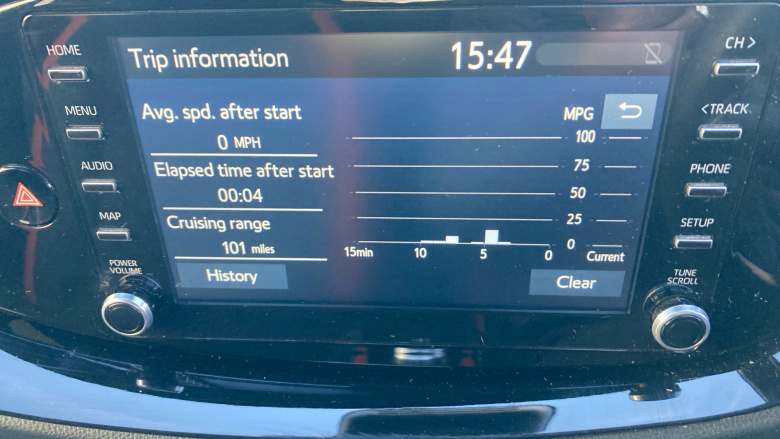 HOME
MENU
AUDIO
MAP
POWER
VOLUME
Trip information 15:47
Avg. spd. after start
0 MPH
Elapsed time after start
00:04
Cruising range
101 miles
History
MPG
100
75
50
25
0
15min 10 5 0 Current
Clear
CH >
< TRACK
PHONE
SETUP
TUNE
SCROLL